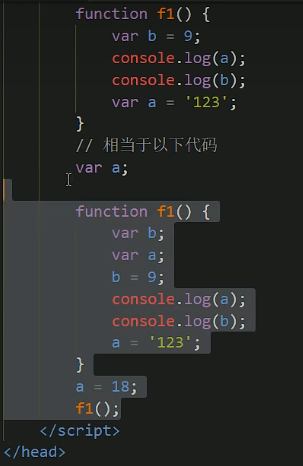 function f1() {
var b = 9;
console.log(a);
console.log(b);
var a = '123';
}
// 相当于以下代码
var a;
function f1() {
var b;
var a;
b = 9;
console.log(a);
console.log(b);
a = '123';
}
a = 18;
f1();
</script>
</head>